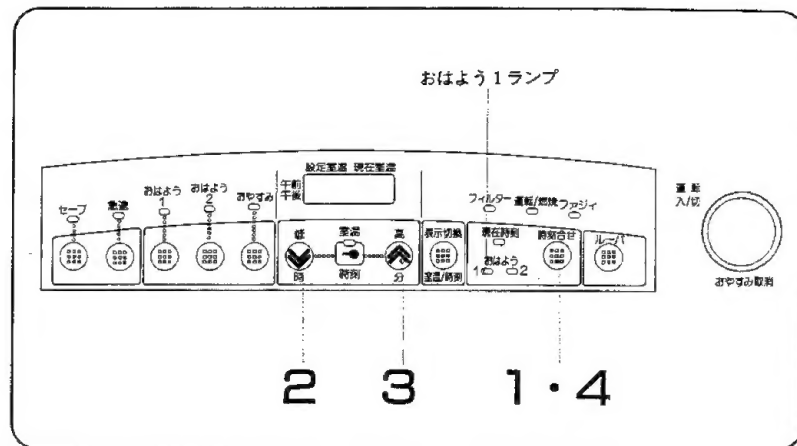 おはよう1ランプ
設定室温 現在室温
午前
午後
セーブ
急速
おはよう
1
おはよう
2
おやすみ
低
時
室温
時刻
高
分
表示切換
室温/時刻
フィルター
運転/燃焼
ファジィ
現在時刻
おはよう
1
2
時刻合せ
ルーバ
運転
入/切
おやすみ取消
2
3
1・4